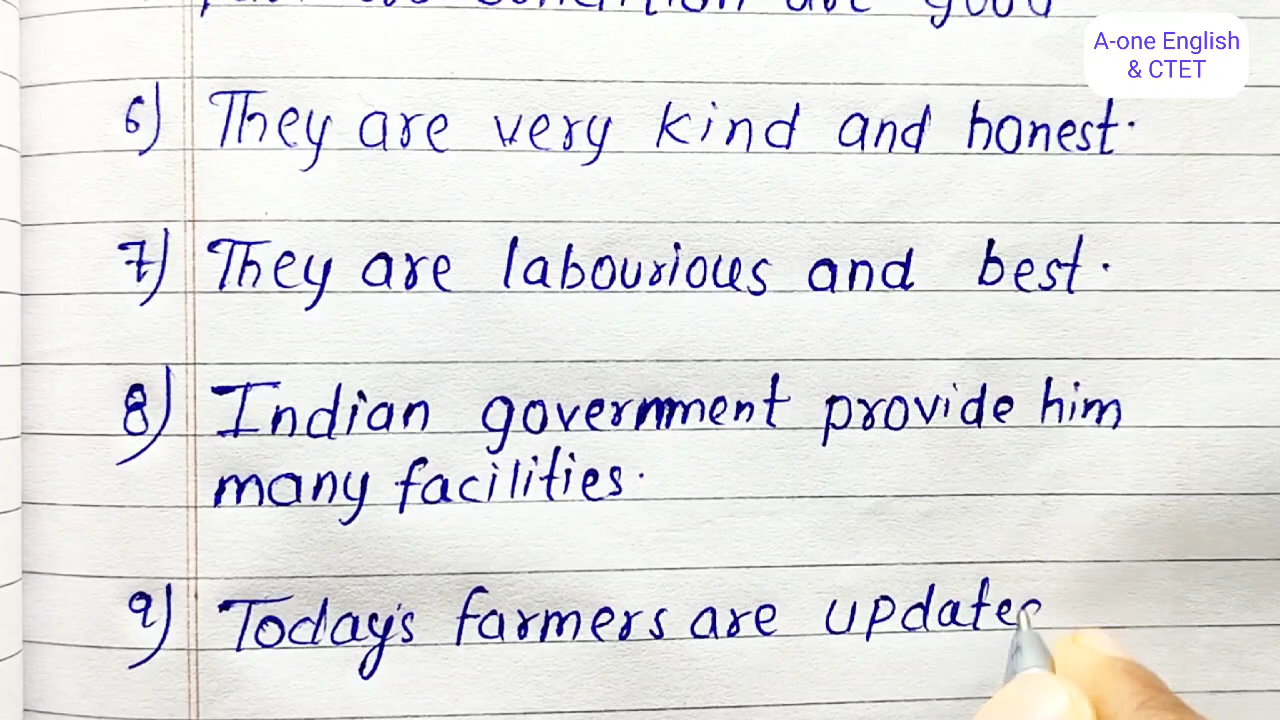 good
A-one English
& CTET
6) They are very kind and honest.
7) They are labourious and best.
8) Indian government provide him
many facilities.
9) Today's farmers are update